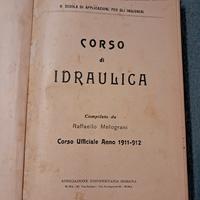 R. SCUOLA DI APPLICAZIONE PER GLI INGEGNERI
CORSO
di
IDRAULICA
Compilato da
Raffaello Melograni
Corso Ufficiale Anno 1911-912
ASSOCIAZIONE UNIVERSITARIA ROMANA